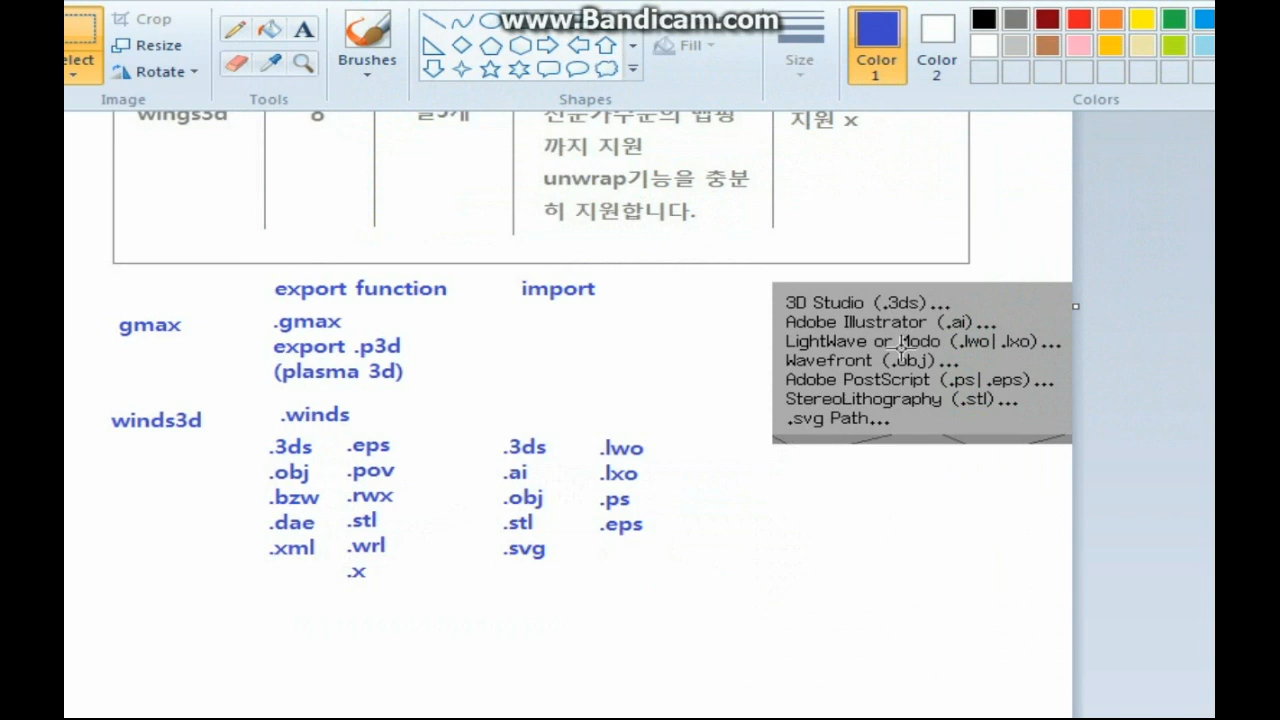 www.Bandicam.com
Crop
Resize
Rotate
Select
Image
Tools
Brushes
Shapes
Fill
Size
Color 1
Color 2
Colors
wings3d
8
지원 x
까지 지원
unwrap기능을 충분
히 지원합니다.
export function import
gmax
.gmax
export .p3d
(plasma 3d)
winds3d
.winds
.3ds .eps .3ds .lwo
.obj .pov .ai .lxo
.bzw .rwx .obj .ps
.dae .stl .stl .eps
.xml .wrl .svg
.x
3D Studio (.3ds)...
Adobe Illustrator (.ai)...
LightWave or Modo (.lwo|.lxo)...
Wavefront (.obj)...
Adobe PostScript (.ps|.eps)...
StereoLithography (.stl)...
.svg Path...